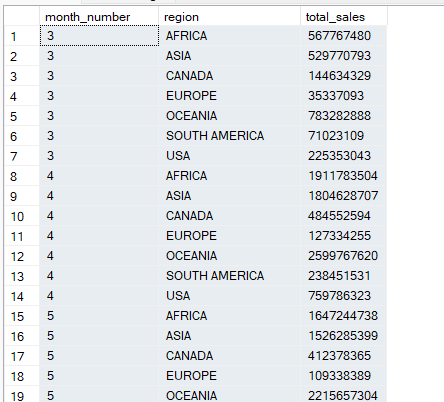 month_number region total_sales
1 3 AFRICA 567767480
2 3 ASIA 529770793
3 3 CANADA 144634329
4 3 EUROPE 35337093
5 3 OCEANIA 783282888
6 3 SOUTH AMERICA 71023109
7 3 USA 225353043
8 4 AFRICA 1911783504
9 4 ASIA 1804628707
10 4 CANADA 484552594
11 4 EUROPE 127334255
12 4 OCEANIA 2599767620
13 4 SOUTH AMERICA 238451531
14 4 USA 759786323
15 5 AFRICA 1647244738
16 5 ASIA 1526285399
17 5 CANADA 412378365
18 5 EUROPE 109338389
19 5 OCEANIA 2215657304